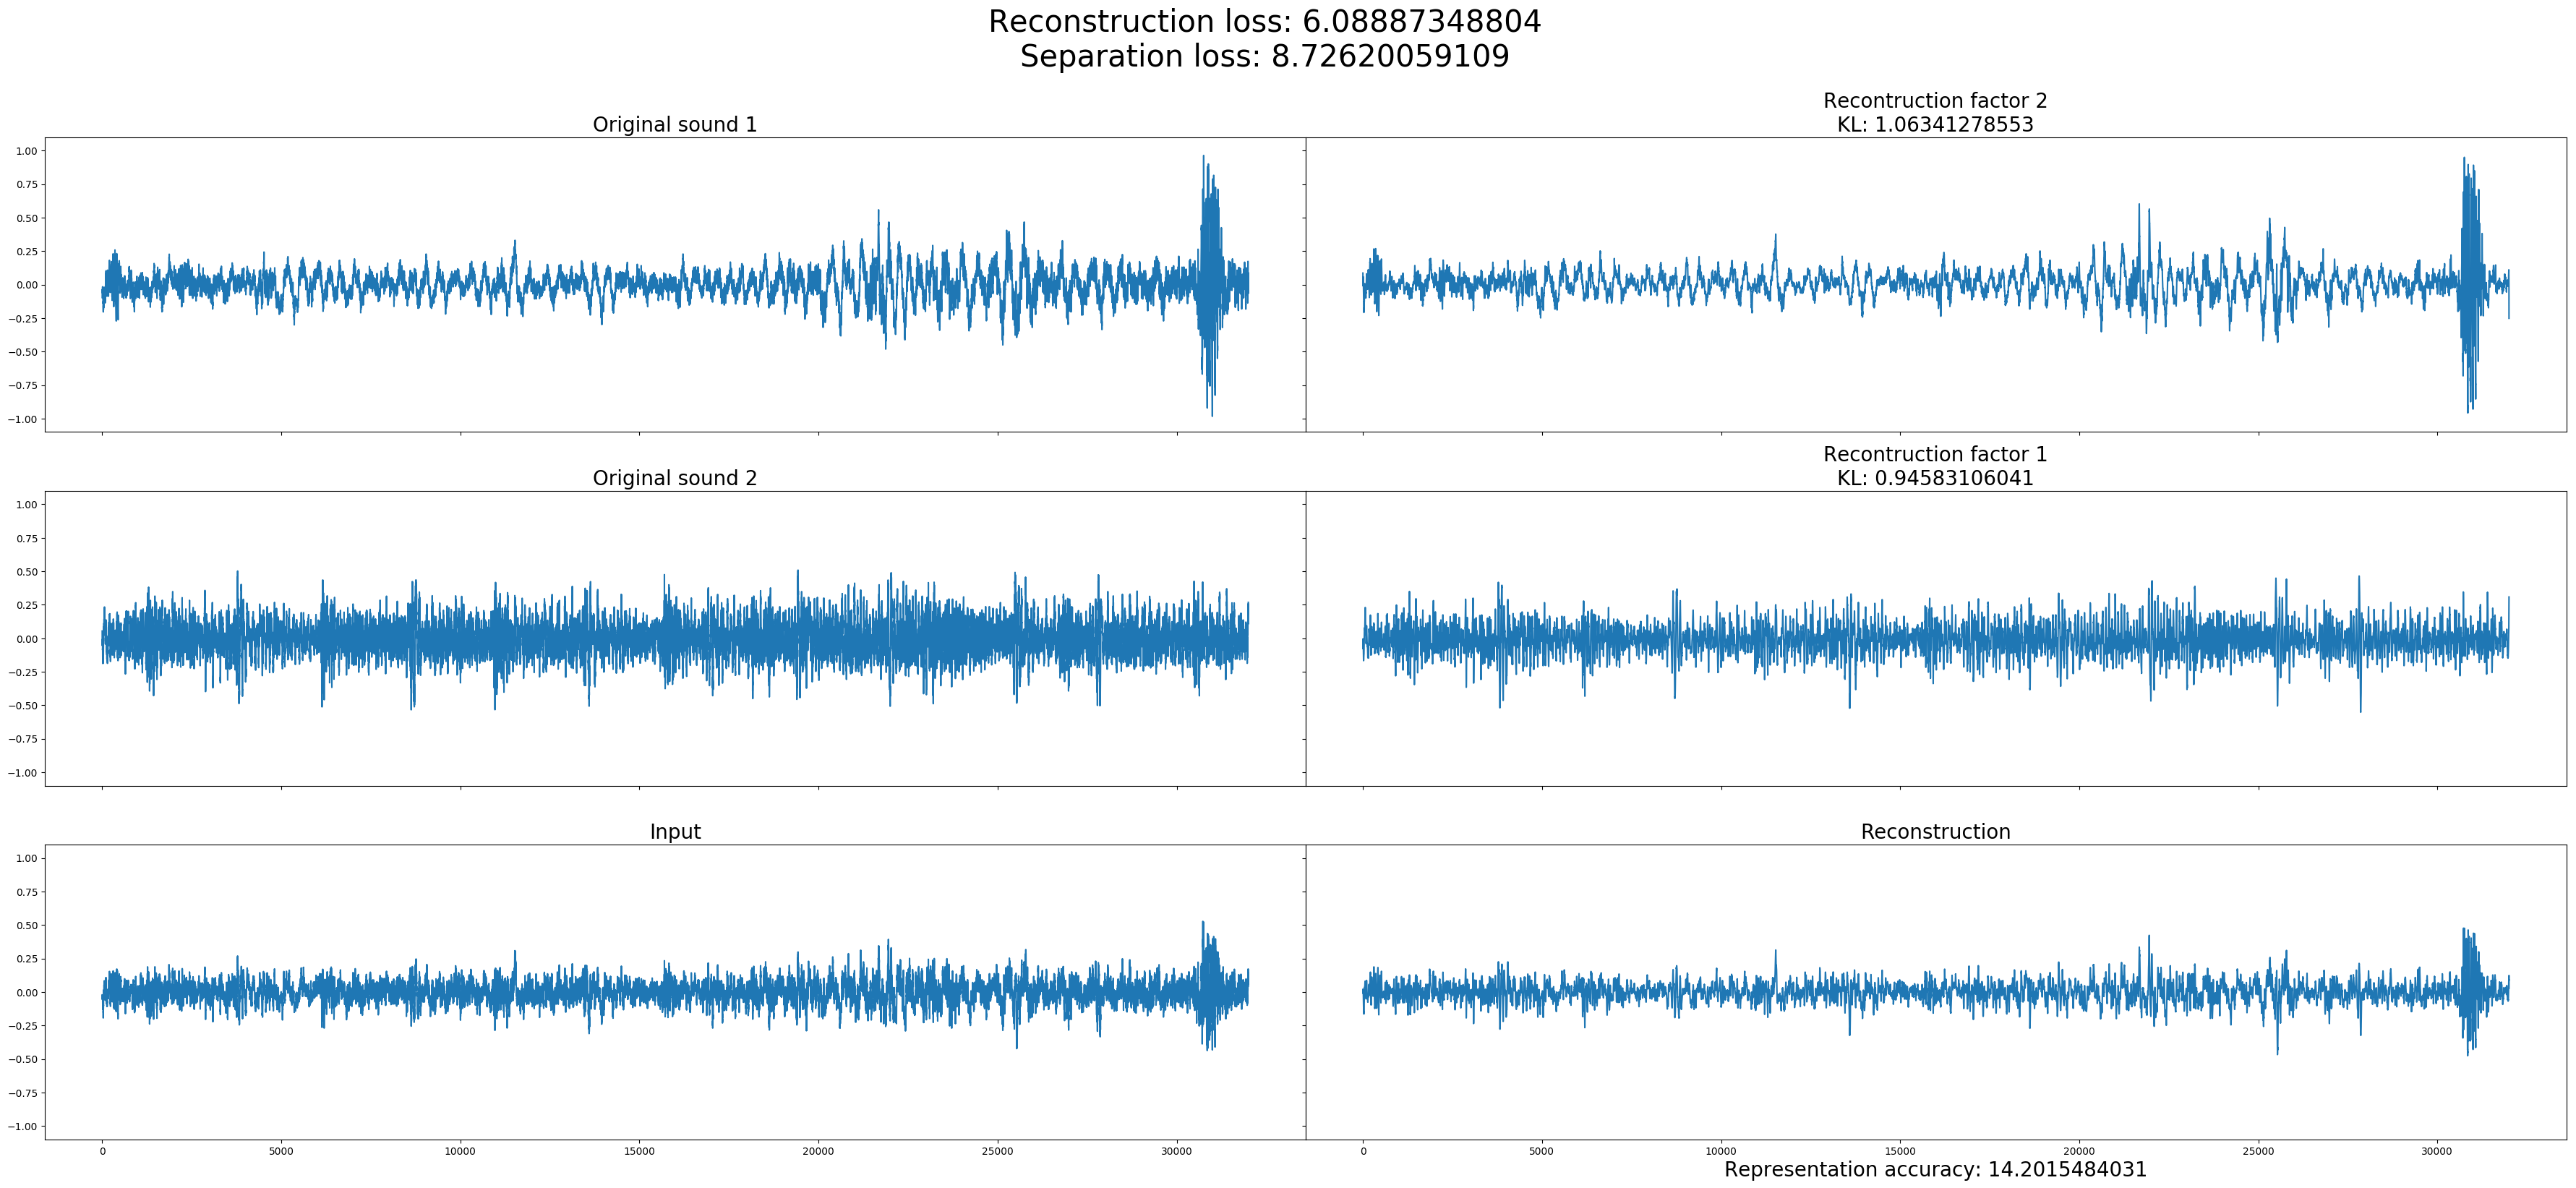 Reconstruction loss: 6.08887348804
Separation loss: 8.72620059109
Original sound 1
Recontruction factor 2
KL: 1.06341278553
1.00
0.75
0.50
0.25
0.00
−0.25
−0.50
−0.75
−1.00
Original sound 2
Recontruction factor 1
KL: 0.94583106041
1.00
0.75
0.50
0.25
0.00
−0.25
−0.50
−0.75
−1.00
Input
Reconstruction
1.00
0.75
0.50
0.25
0.00
−0.25
−0.50
−0.75
−1.00
0 5000 10000 15000 20000 25000 30000
0 5000 10000 15000 20000 25000 30000
Representation accuracy: 14.2015484031